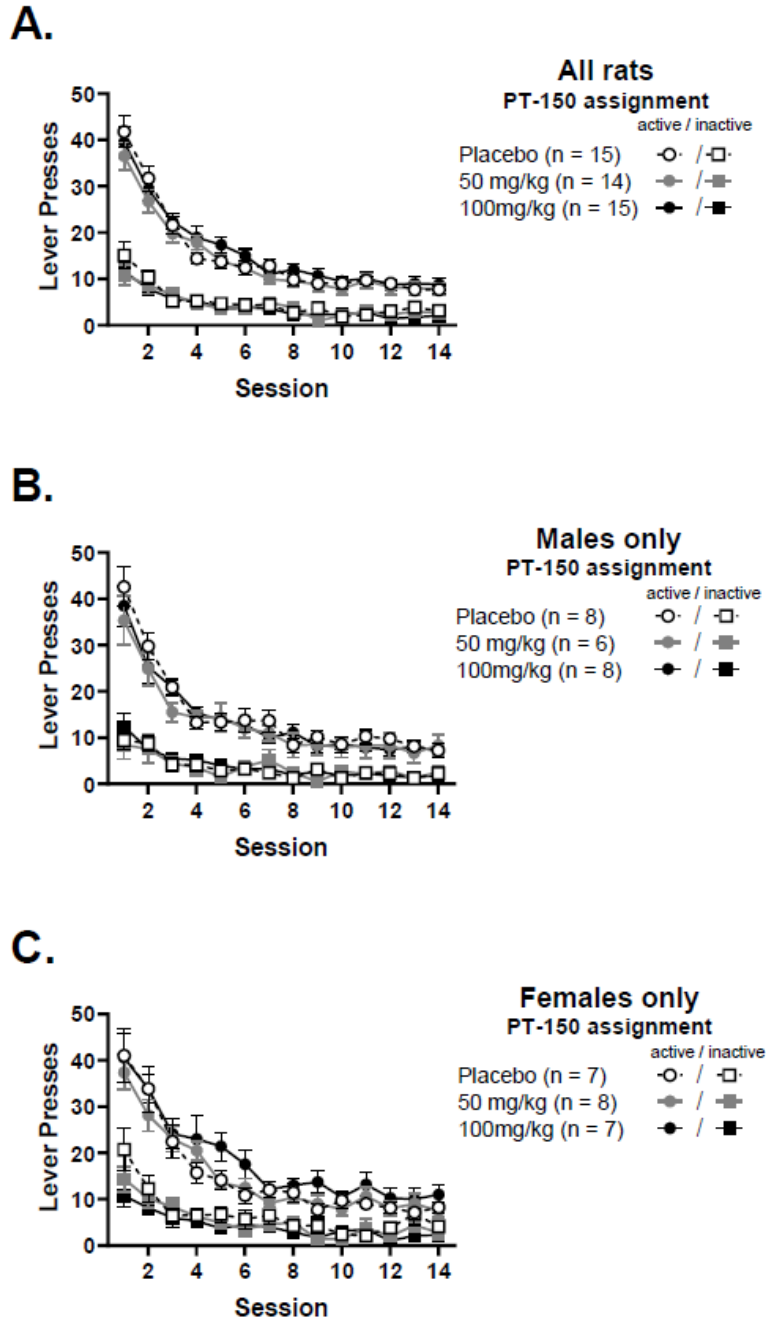 A.
All rats
PT-150 assignment
active / inactive
Placebo (n = 15) / 
50 mg/kg (n = 14) / 
100mg/kg (n = 15) / 
Lever Presses
50
40
30
20
10
0
2 4 6 8 10 12 14
Session
B.
Males only
PT-150 assignment
active / inactive
Placebo (n = 8) / 
50 mg/kg (n = 6) / 
100mg/kg (n = 8) / 
Lever Presses
50
40
30
20
10
0
2 4 6 8 10 12 14
Session
C.
Females only
PT-150 assignment
active / inactive
Placebo (n = 7) / 
50 mg/kg (n = 8) / 
100mg/kg (n = 7) / 
Lever Presses
50
40
30
20
10
0
2 4 6 8 10 12 14
Session